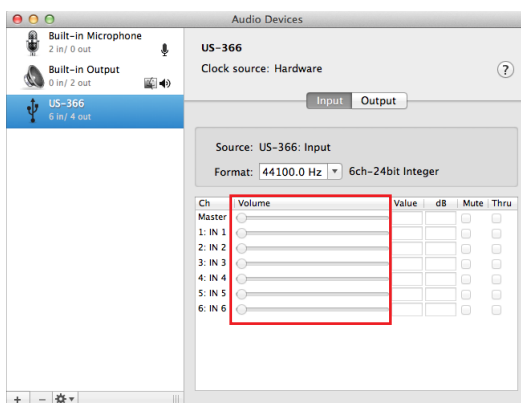 Audio Devices
Built-in Microphone
2 in/ 0 out
Built-in Output
0 in/ 2 out
US-366
6 in/ 4 out
US-366
Clock source: Hardware
?
Input Output
Source: US-366: Input
Format: 44100.0 Hz 6ch-24bit Integer
Ch Volume Value dB Mute Thru
Master
1: IN 1
2: IN 2
3: IN 3
4: IN 4
5: IN 5
6: IN 6
+ −